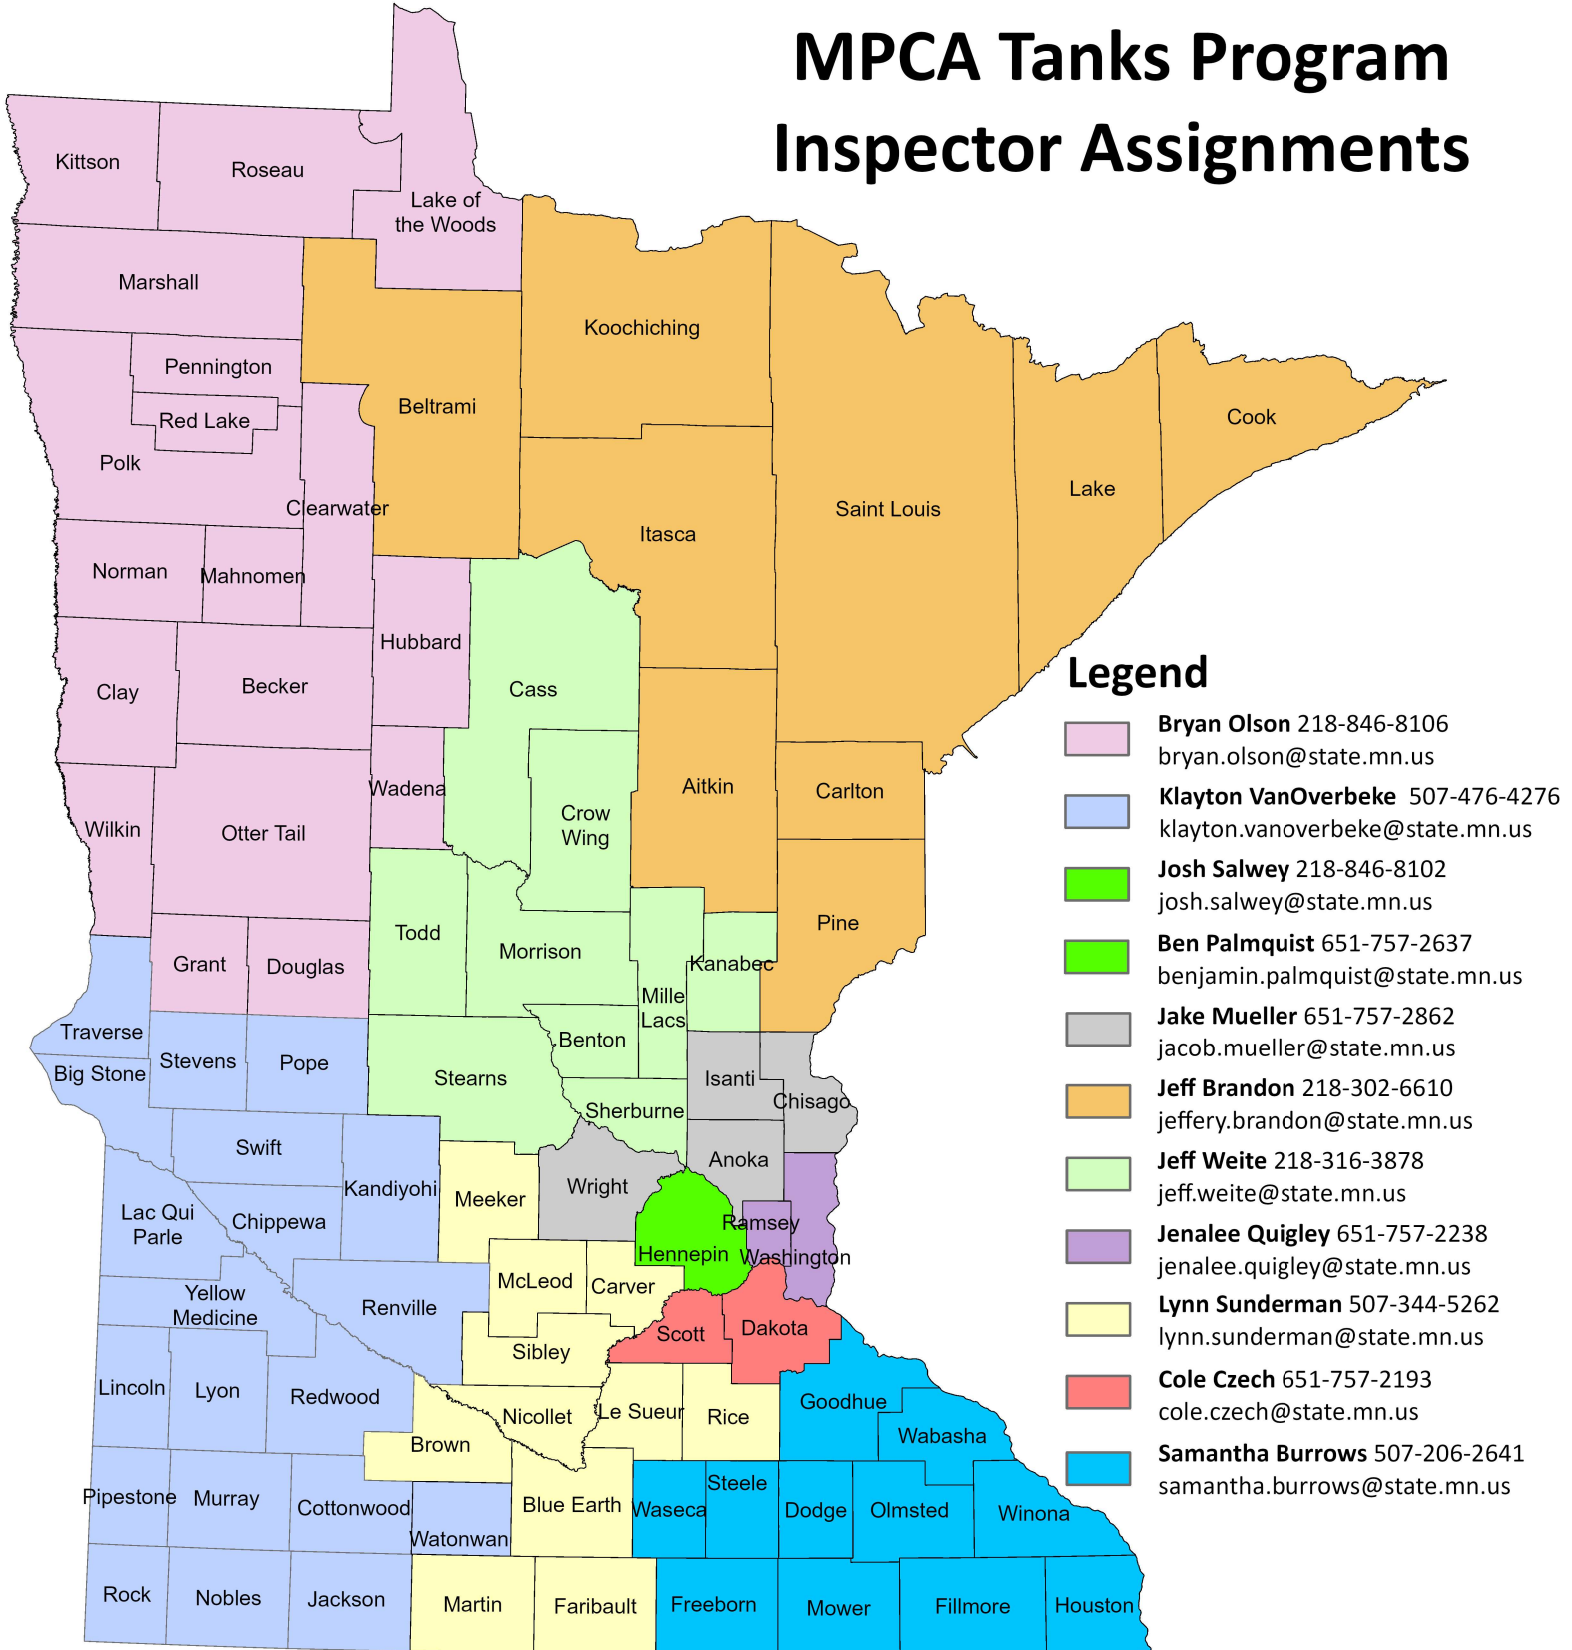 MPCA Tanks Program
Inspector Assignments
Kittson
Roseau
Lake of
the Woods
Marshall
Koochiching
Pennington
Beltrami
Red Lake
Cook
Polk
Lake
Clearwater
Saint Louis
Itasca
Norman
Mahnomen
Hubbard
Clay
Becker
Cass
Wadena
Aitkin
Carlton
Wilkin
Otter Tail
Crow
Wing
Todd
Morrison
Pine
Grant
Douglas
Kanabec
Mille
Lacs
Traverse
Stevens
Pope
Benton
Big Stone
Stearns
Isanti
Sherburne
Chisago
Swift
Anoka
Kandiyohi
Meeker
Wright
Lac Qui
Parle
Chippewa
Ramsey
Hennepin
Washington
McLeod
Carver
Yellow
Medicine
Renville
Scott
Dakota
Sibley
Lincoln
Lyon
Redwood
Nicollet
Le Sueur
Rice
Goodhue
Wabasha
Brown
Pipestone
Murray
Cottonwood
Watonwan
Blue Earth
Waseca
Steele
Dodge
Olmsted
Winona
Rock
Nobles
Jackson
Martin
Faribault
Freeborn
Mower
Fillmore
Houston
Legend
Bryan Olson 218-846-8106
bryan.olson@state.mn.us
Klayton VanOverbeke 507-476-4276
klayton.vanoverbeke@state.mn.us
Josh Salwey 218-846-8102
josh.salwey@state.mn.us
Ben Palmquist 651-757-2637
benjamin.palmquist@state.mn.us
Jake Mueller 651-757-2862
jacob.mueller@state.mn.us
Jeff Brandon 218-302-6610
jeffery.brandon@state.mn.us
Jeff Weite 218-316-3878
jeff.weite@state.mn.us
Jenalee Quigley 651-757-2238
jenalee.quigley@state.mn.us
Lynn Sunderman 507-344-5262
lynn.sunderman@state.mn.us
Cole Czech 651-757-2193
cole.czech@state.mn.us
Samantha Burrows 507-206-2641
samantha.burrows@state.mn.us